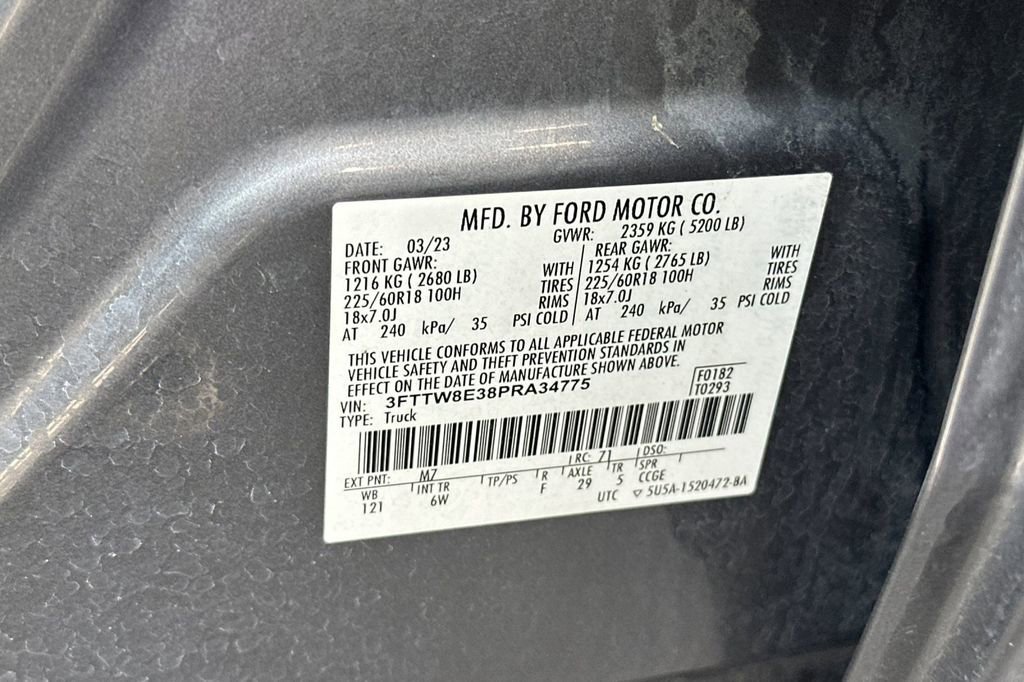 MFD. BY FORD MOTOR CO.
DATE: 03/23 GVWR: 2359 KG ( 5200 LB)
FRONT GAWR: REAR GAWR:
1216 KG ( 2680 LB) WITH 1254 KG ( 2765 LB) WITH
225/60R18 100H TIRES 225/60R18 100H TIRES
18x7.0J RIMS 18x7.0J RIMS
AT 240 kPa/ 35 PSI COLD AT 240 kPa/ 35 PSI COLD
THIS VEHICLE CONFORMS TO ALL APPLICABLE FEDERAL MOTOR
VEHICLE SAFETY AND THEFT PREVENTION STANDARDS IN
EFFECT ON THE DATE OF MANUFACTURE SHOWN ABOVE.
VIN: 3FTTW8E38PRA34775 F0182
TYPE: Truck T0293
EXT PNT: M7 RC: 71 DSO:
WB INT TR TP/PS R AXLE TR SPR
121 6W F 29 5 CCGE
UTC ▽ 5U5A-1520472-BA